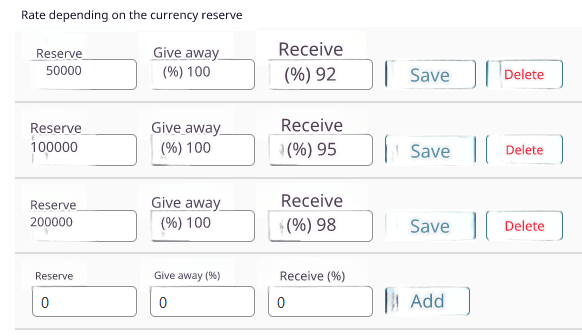 Rate depending on the currency reserve
Reserve Give away Receive
50000 (%) 100 (%) 92 Save Delete
Reserve Give away Receive
100000 (%) 100 (%) 95 Save Delete
Reserve Give away Receive
200000 (%) 100 (%) 98 Save Delete
Reserve Give away (%) Receive (%)
0 0 0 Add